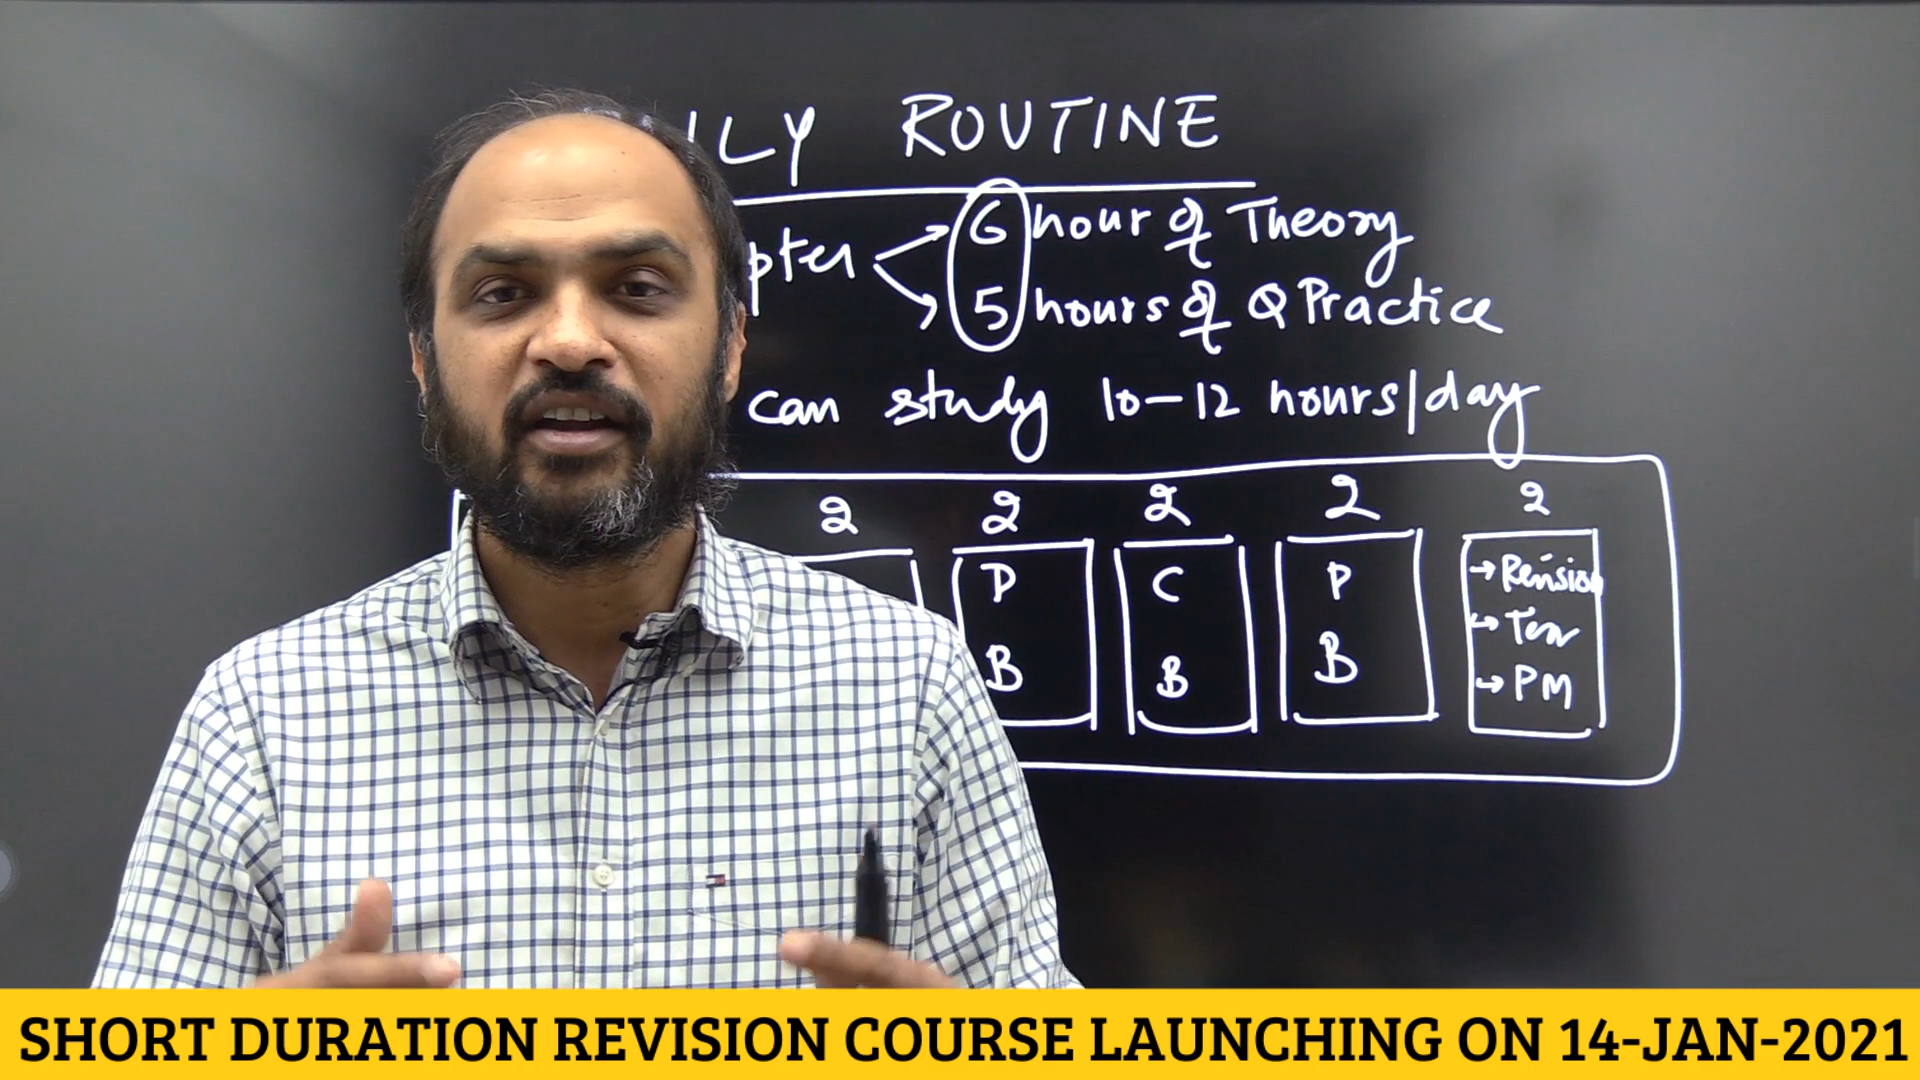 ILY ROUTINE
pter → 6 hour of Theory
→ 5 hours of Q Practice
can study 10-12 hours/day
2 2 2 2 2
P C P → Revision
→
B B B → PM
SHORT DURATION REVISION COURSE LAUNCHING ON 14-JAN-2021